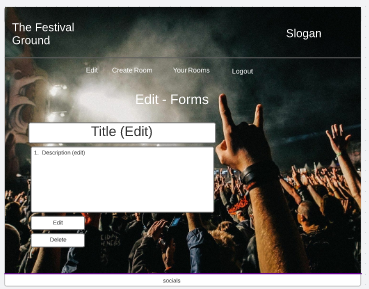 The Festival
Ground
Slogan
Edit Create Room Your Rooms Logout
Edit - Forms
Title (Edit)
1. Description (edit)
Edit
Delete
socials